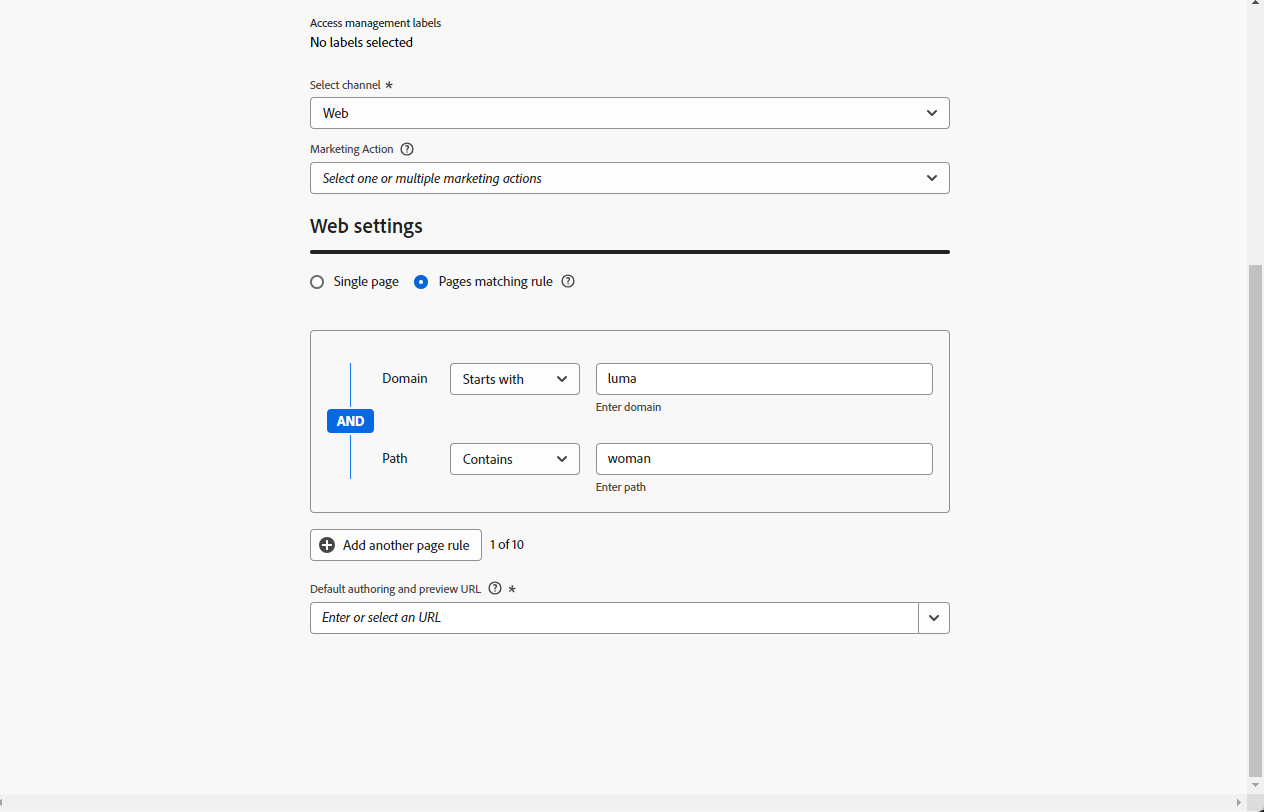 Access management labels
No labels selected
Select channel *
Web
Marketing Action ?
Select one or multiple marketing actions
Web settings
Single page Pages matching rule ?
Domain Starts with luma
Enter domain
AND
Path Contains woman
Enter path
Add another page rule 1 of 10
Default authoring and preview URL ? *
Enter or select an URL